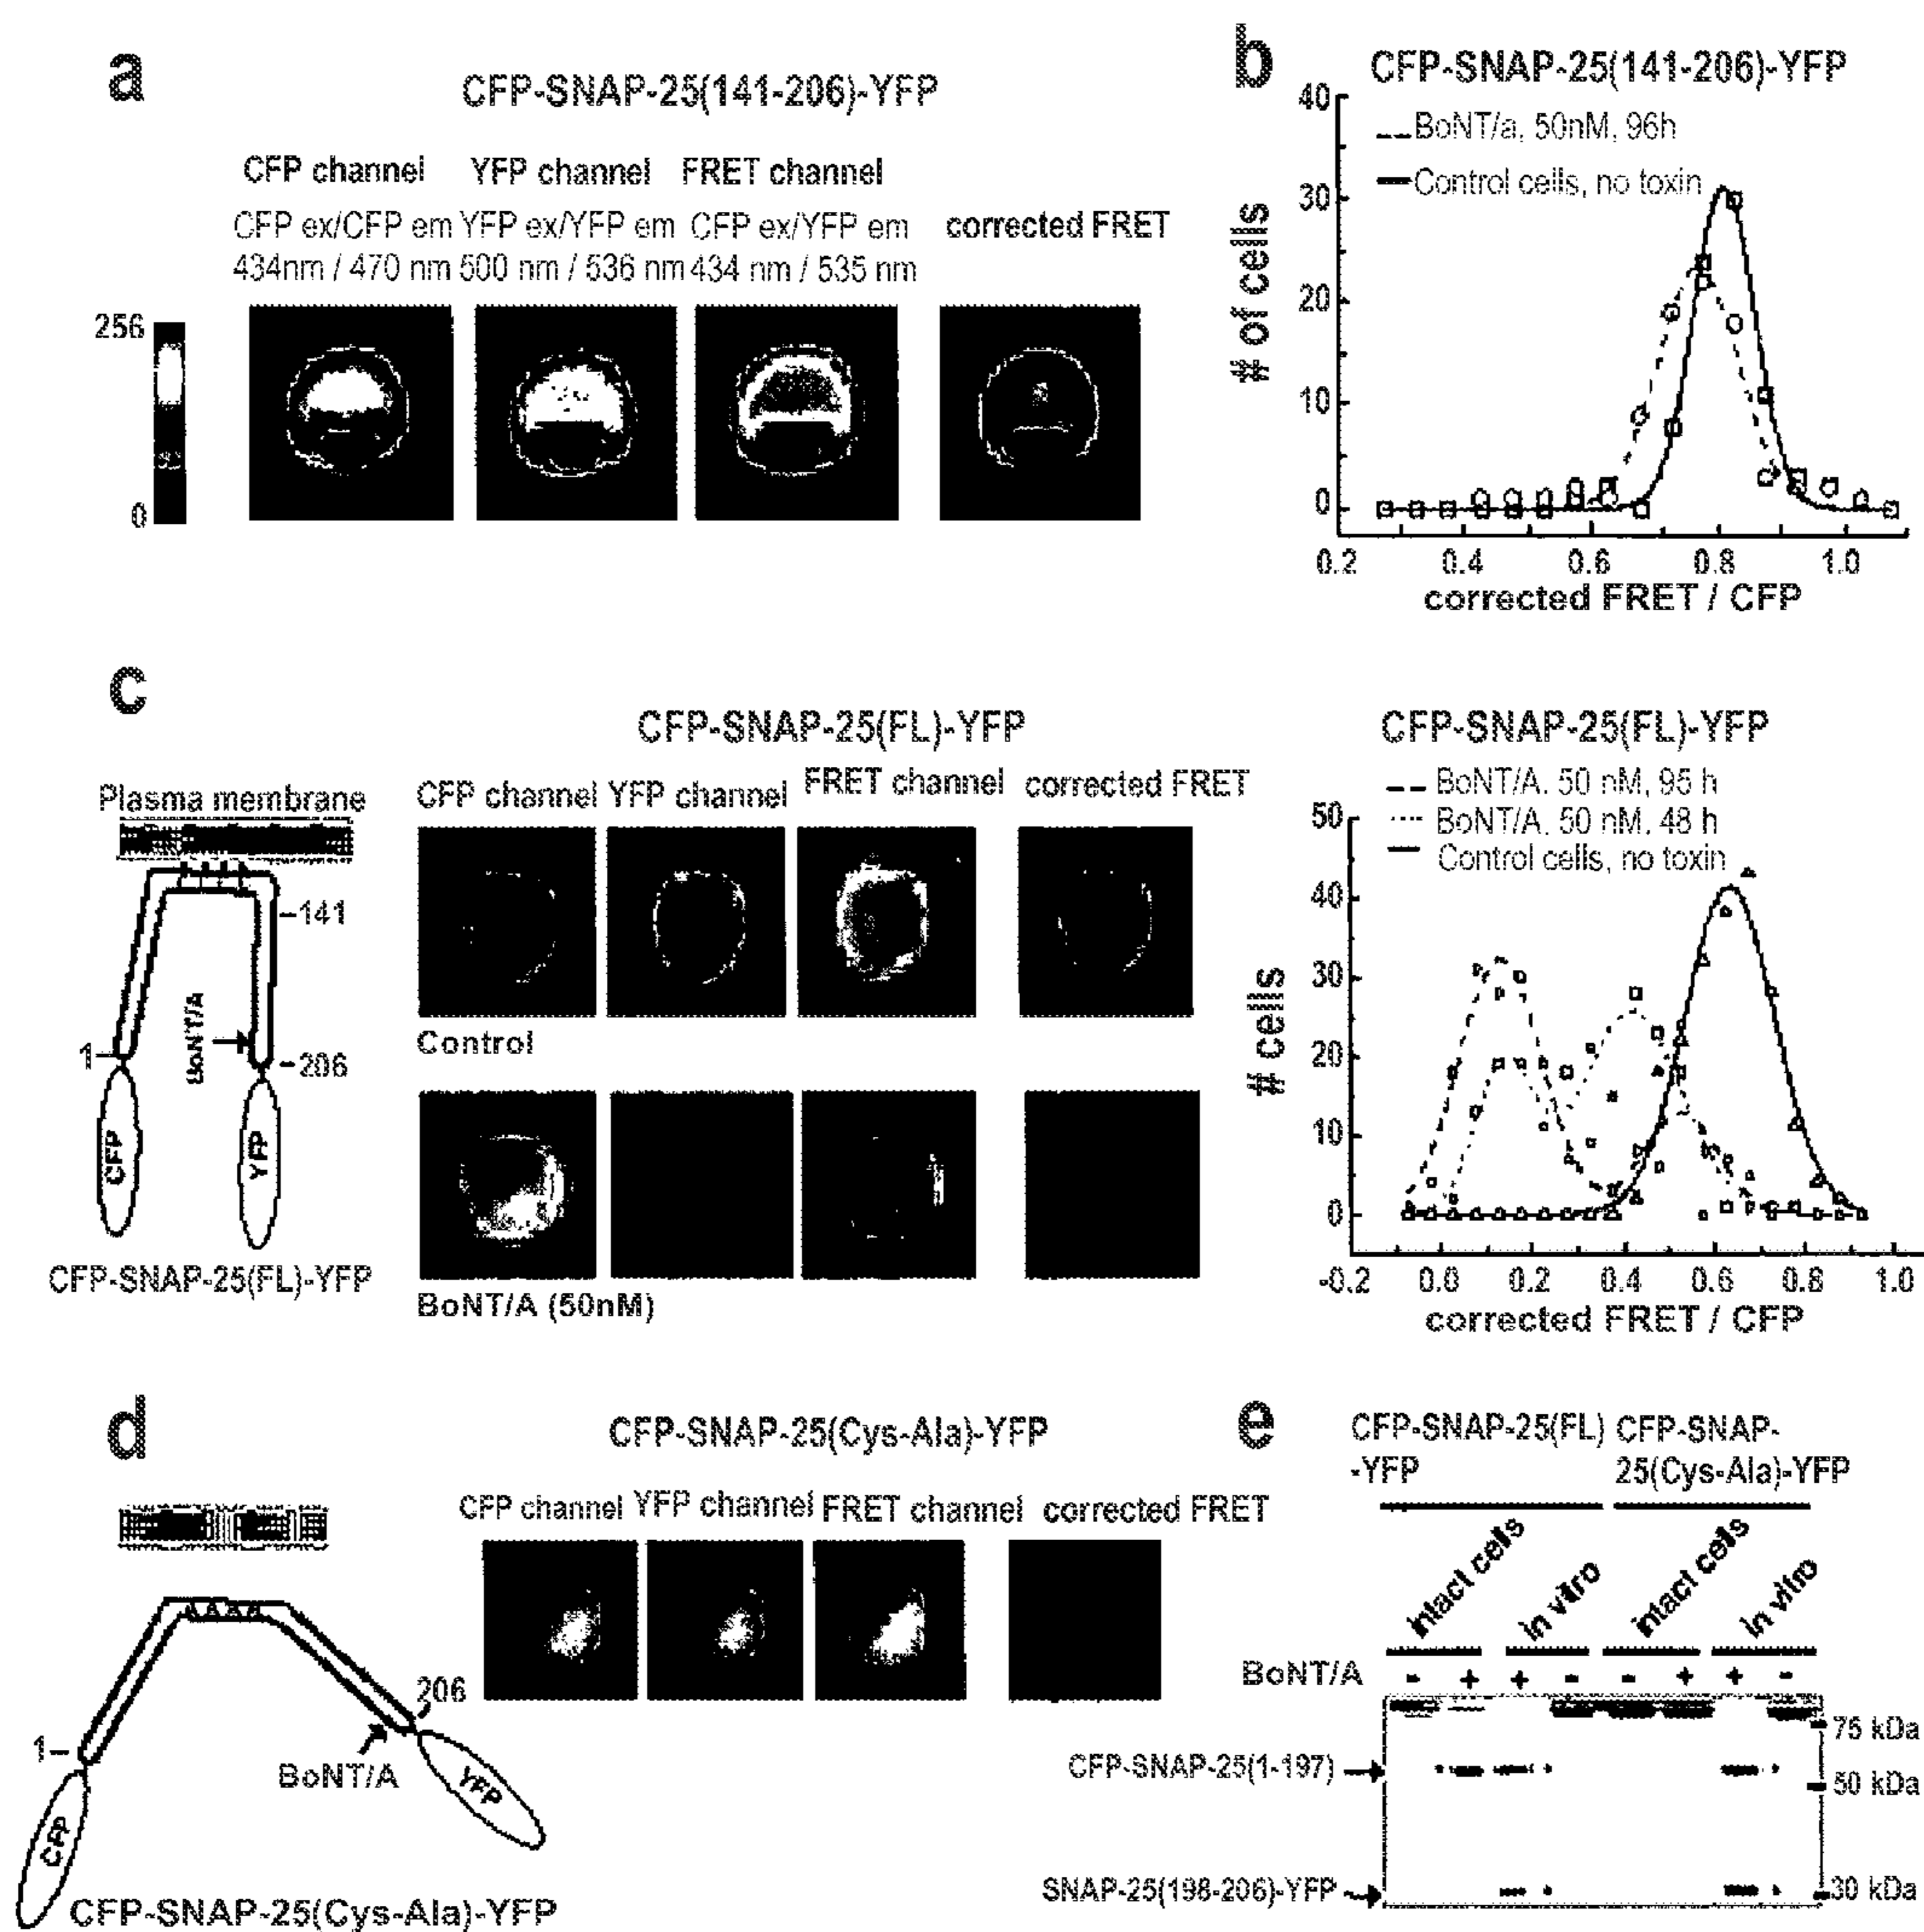 a
CFP-SNAP-25(141-206)-YFP
CFP channel YFP channel FRET channel
CFP ex/CFP em YFP ex/YFP em CFP ex/YFP em corrected FRET
434nm / 470 nm 500 nm / 536 nm 434 nm / 535 nm
256
0
b
CFP-SNAP-25(141-206)-YFP
BoNT/a, 50nM, 96h
Control cells, no toxin
# of cells
40
30
20
10
0
0.2 0.4 0.6 0.8 1.0
corrected FRET / CFP
c
CFP-SNAP-25(FL)-YFP
Plasma membrane
CFP channel YFP channel FRET channel corrected FRET
141
BoNT/A
1
206
CFP
YFP
CFP-SNAP-25(FL)-YFP
Control
BoNT/A (50nM)
CFP-SNAP-25(FL)-YFP
BoNT/A. 50 nM, 95 h
BoNT/A. 50 nM. 48 h
Control cells, no toxin
# cells
50
40
30
20
10
0
-0.2 0.0 0.2 0.4 0.6 0.8 1.0
corrected FRET / CFP
d
CFP-SNAP-25(Cys-Ala)-YFP
CFP channel YFP channel FRET channel corrected FRET
A A A A
206
1
BoNT/A
CFP
YFP
CFP-SNAP-25(Cys-Ala)-YFP
e
CFP-SNAP-25(FL) CFP-SNAP-
-YFP 25(Cys-Ala)-YFP
intact cells in vitro intact cells in vitro
BoNT/A - + + - - + + -
75 kDa
CFP-SNAP-25(1-197)
50 kDa
SNAP-25(198-206)-YFP
30 kDa